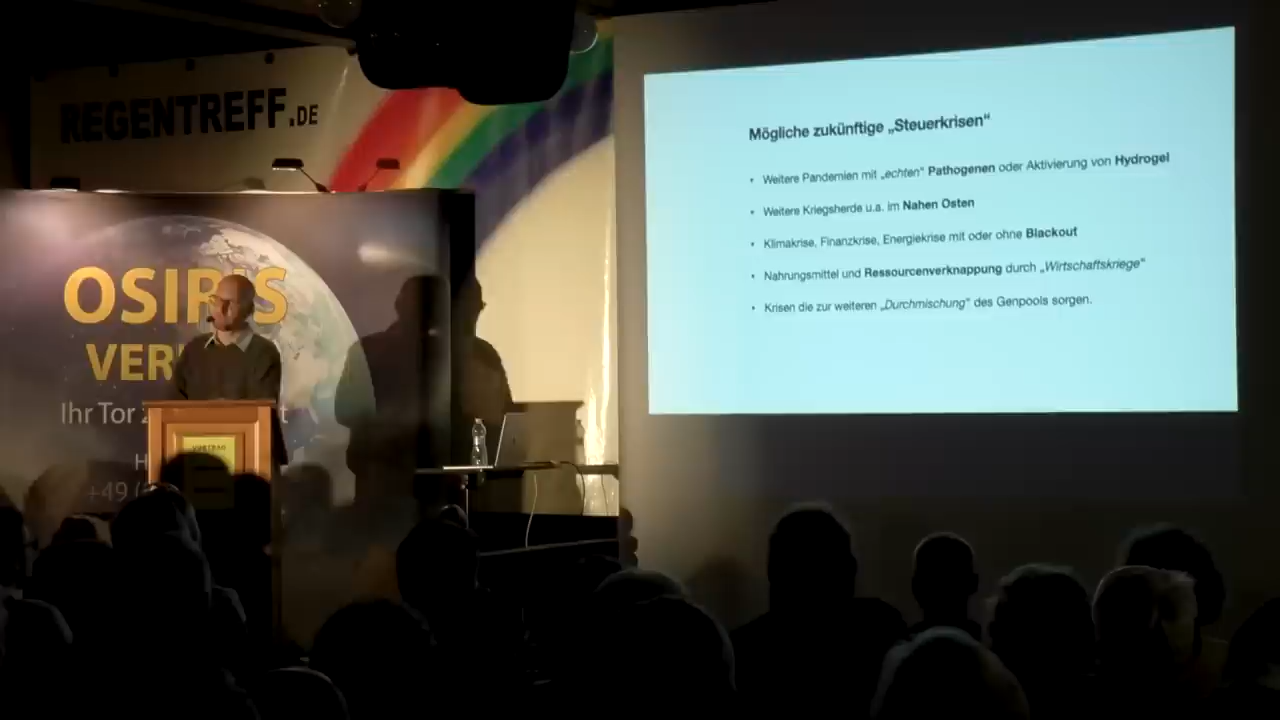 REGENTREFF.DE
OSIRIS
VER
Ihr Tor z t
H
+49 (
VORTRAG
Mögliche zukünftige „Steuerkrisen“
• Weitere Pandemien mit „echten“ Pathogenen oder Aktivierung von Hydrogel
• Weitere Kriegsherde u.a. im Nahen Osten
• Klimakrise, Finanzkrise, Energiekrise mit oder ohne Blackout
• Nahrungsmittel und Ressourcenverknappung durch „Wirtschaftskriege“
• Krisen die zur weiteren „Durchmischung“ des Genpools sorgen.